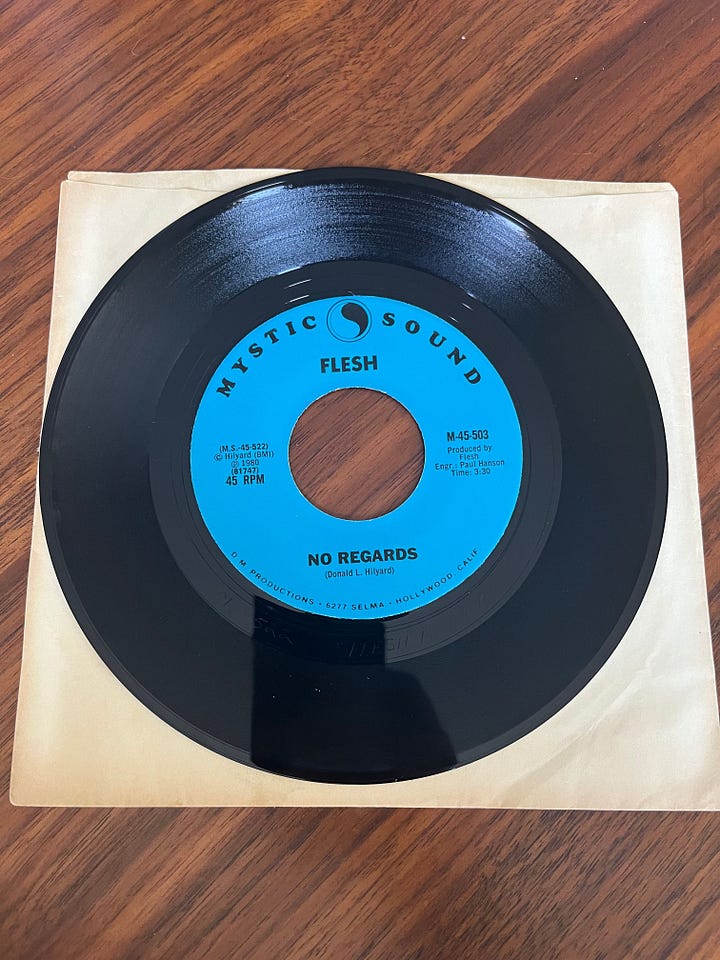 MYSTIC SOUND
FLESH
(M.S.-45-522)
© Hilyard (BMI)
℗ 1980
(81747)
45 RPM
M-45-503
Produced by
Flesh
Engr.: Paul Hanson
Time: 3:30
NO REGARDS
(Donald L. Hilyard)
D.M. PRODUCTIONS • 6277 SELMA • HOLLYWOOD, CALIF